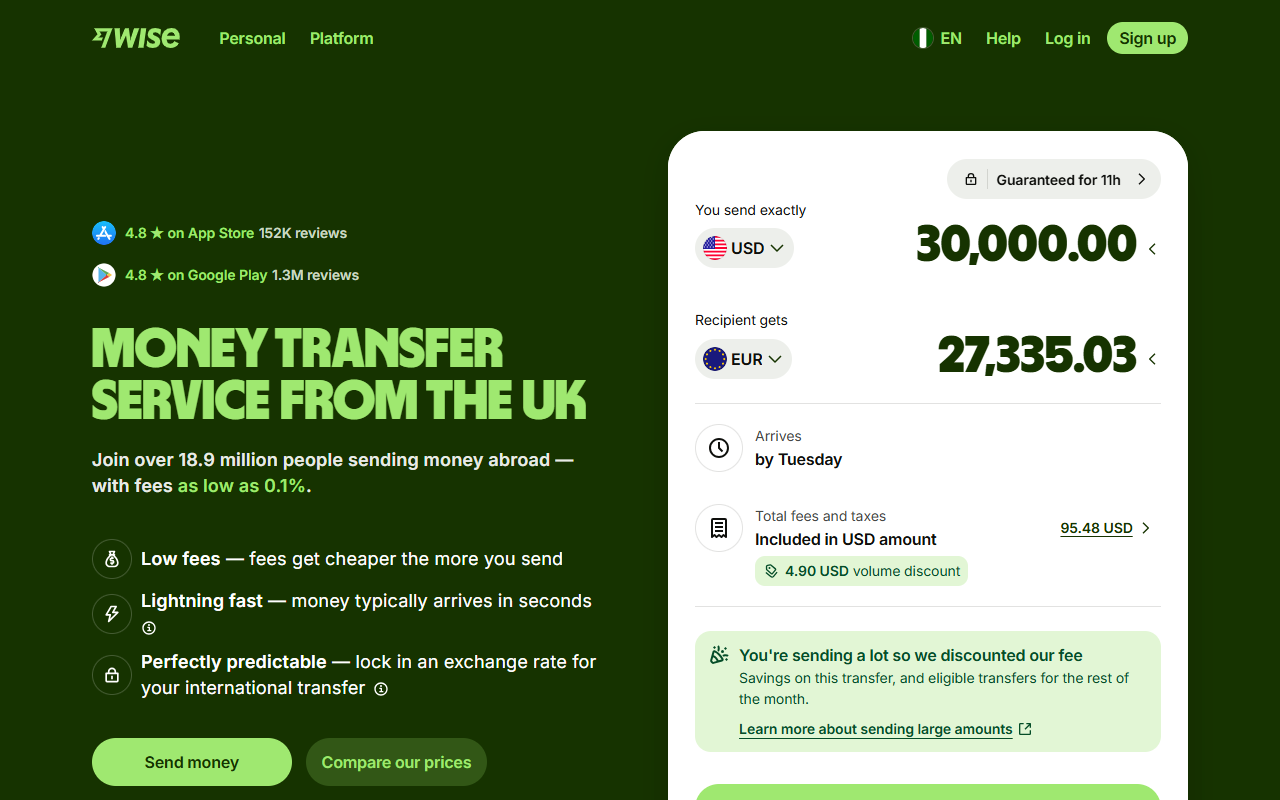 WISE
Personal
Platform
EN
Help
Log in
Sign up
4.8 ★ on App Store 152K reviews
4.8 ★ on Google Play 1.3M reviews
MONEY TRANSFER
SERVICE FROM THE UK
Join over 18.9 million people sending money abroad —
with fees as low as 0.1%.
Low fees — fees get cheaper the more you send
Lightning fast — money typically arrives in seconds
Perfectly predictable — lock in an exchange rate for
your international transfer
Send money
Compare our prices
Guaranteed for 11h
You send exactly
USD
30,000.00
Recipient gets
EUR
27,335.03
Arrives
by Tuesday
Total fees and taxes
Included in USD amount
95.48 USD
4.90 USD volume discount
You're sending a lot so we discounted our fee
Savings on this transfer, and eligible transfers for the rest of
the month.
Learn more about sending large amounts